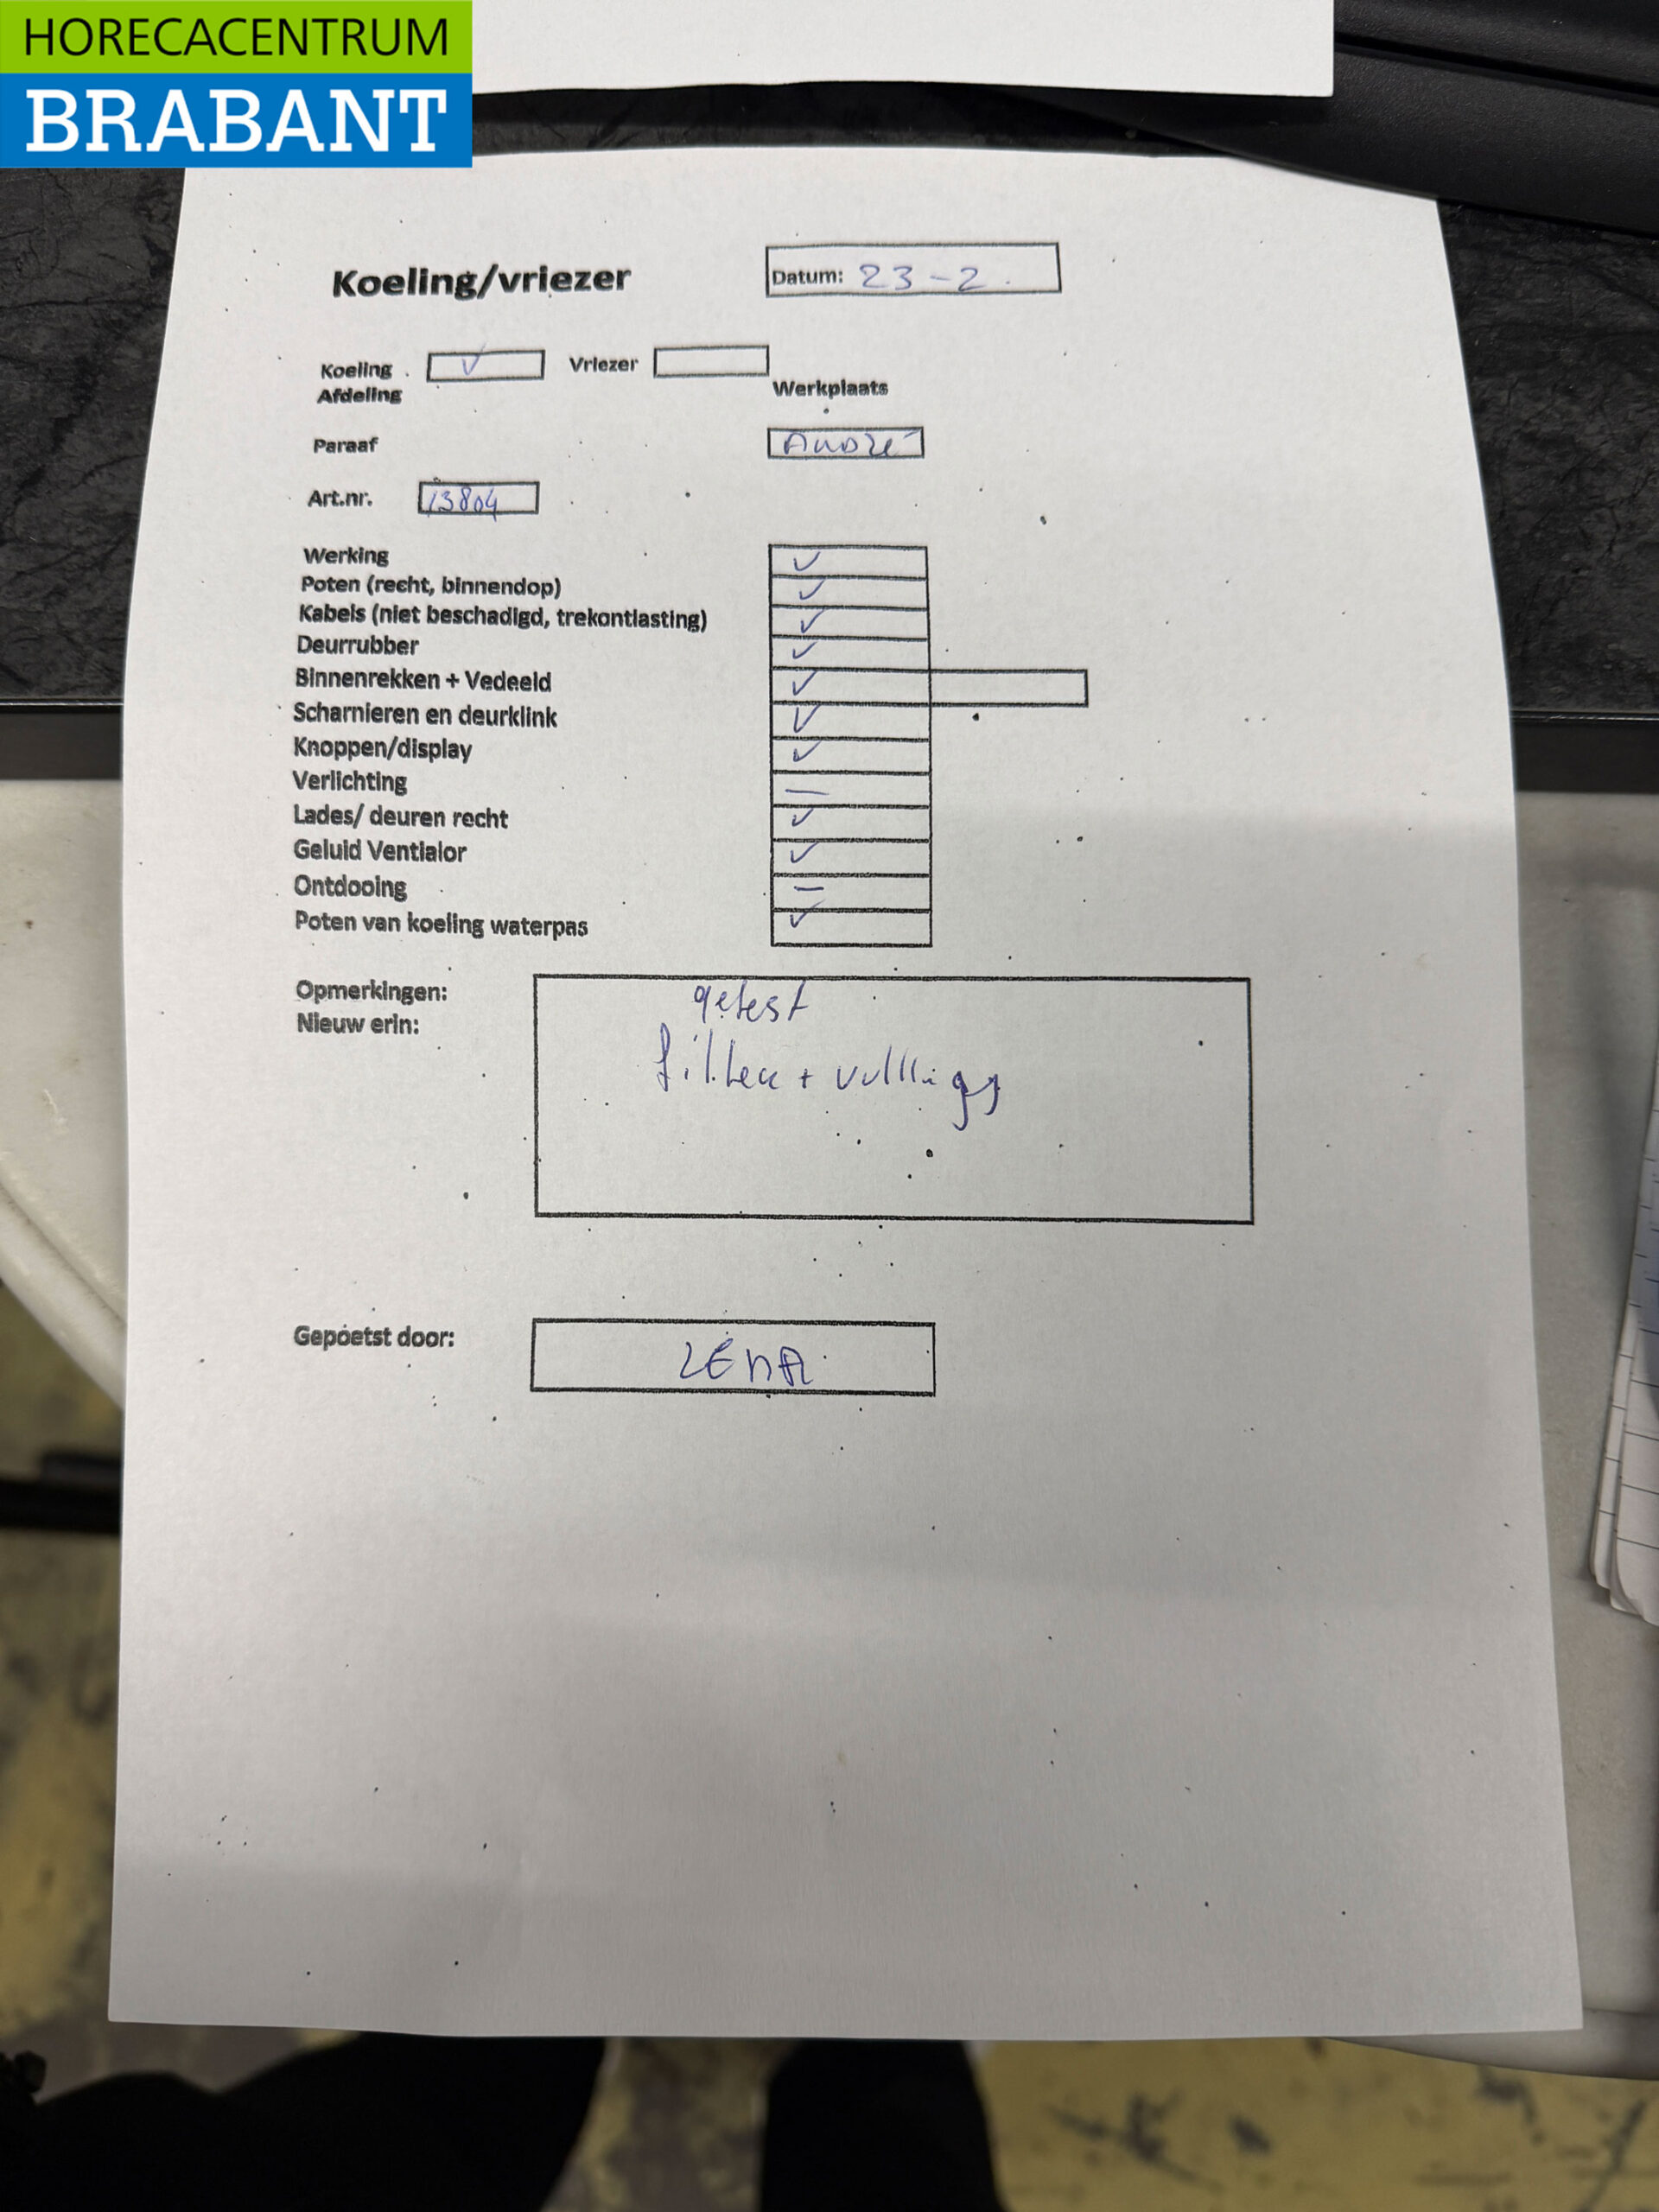 HORECACENTRUM
BRABANT
Koeling/vriezer
Datum: 23-2.
Koeling ✓ Vriezer
Afdeling Werkplaats
Paraaf André
Art.nr. 13804
Werking ✓
Poten (recht, binnendop) ✓
Kabels (niet beschadigd, trekontlasting) ✓
Deurrubber ✓
Binnenrekken + Vedeeld ✓
Scharnieren en deurklink ✓
Knoppen/display ✓
Verlichting —
Lades/ deuren recht ✓
Geluid Ventialor ✓
Ontdooing —
Poten van koeling waterpas ✓
Opmerkingen: getest
Nieuw erin:
+
Gepoetst door: LENA